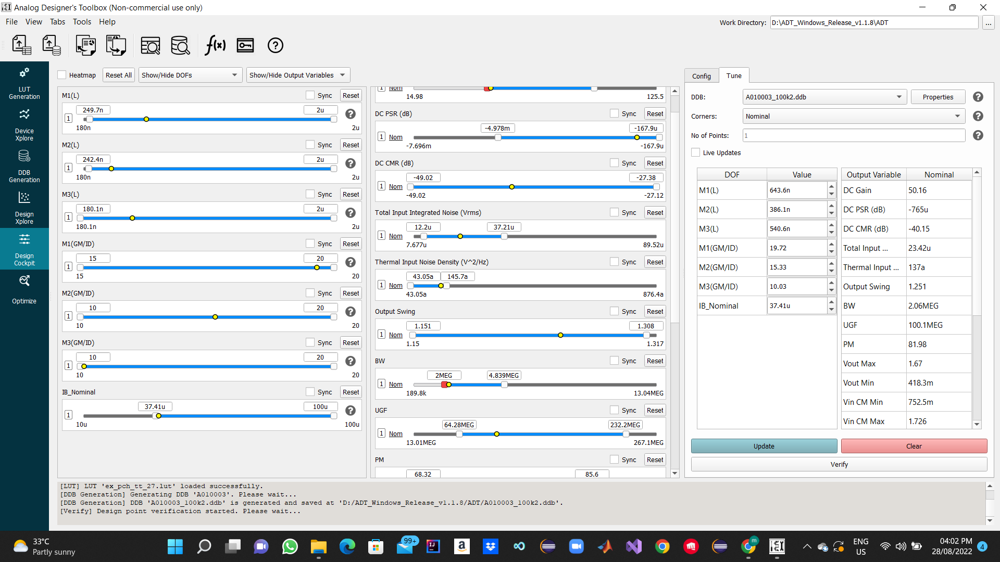 Analog Designer's Toolbox (Non-commercial use only)
File View Tabs Tools Help
Work Directory: D:\ADT_Windows_Release_v1.1.8\ADT ...
f(x)
LUT
Generation
Device
Xplore
DDB
Generation
Design
Xplore
Design
Cockpit
Optimize
Heatmap Reset All Show/Hide DOFs Show/Hide Output Variables
M1(L) Sync Reset
249.7n 2u
1
180n 2u
M2(L) Sync Reset
242.4n 2u
1
180n 2u
M3(L) Sync Reset
180.1n 2u
1
180.1n 2u
M1(GM/ID) Sync Reset
15 20
1
15 20
M2(GM/ID) Sync Reset
10 20
1
10 20
M3(GM/ID) Sync Reset
10 20
1
10 20
IB_Nominal Sync Reset
37.41u 100u
1
10u 100u
1 Nom
14.98 125.5
DC PSR (dB) Sync Reset
-4.978m -167.9u
1 Nom
-7.696m -167.9u
DC CMR (dB) Sync Reset
-49.02 -27.38
1 Nom
-49.02 -27.12
Total Input Integrated Noise (Vrms) Sync Reset
12.2u 37.21u
1 Nom
7.677u 89.52u
Thermal Input Noise Density (V^2/Hz) Sync Reset
43.05a 145.7a
1 Nom
43.05a 876.4a
Output Swing Sync Reset
1.151 1.308
1 Nom
1.15 1.317
BW Sync Reset
2MEG 4.839MEG
1 Nom
189.8k 13.04MEG
UGF Sync Reset
64.28MEG 232.2MEG
1 Nom
13.01MEG 267.1MEG
PM Sync Reset
68.32 85.6
Config Tune
DDB: A010003_100k2.ddb Properties
Corners: Nominal
No of Points: 1
Live Updates
DOF Value
M1(L) 643.6n
M2(L) 386.1n
M3(L) 540.6n
M1(GM/ID) 19.72
M2(GM/ID) 15.33
M3(GM/ID) 10.03
IB_Nominal 37.41u
Output Variable Nominal
DC Gain 50.16
DC PSR (dB) -765u
DC CMR (dB) -40.15
Total Input ... 23.42u
Thermal Input ... 137a
Output Swing 1.251
BW 2.06MEG
UGF 100.1MEG
PM 81.98
Vout Max 1.67
Vout Min 418.3m
Vin CM Min 752.5m
Vin CM Max 1.726
Update Clear
Verify
[LUT] LUT 'ex_pch_tt_27.lut' loaded successfully.
[DDB Generation] Generating DDB 'A010003'. Please wait...
[DDB Generation] DDB 'A010003_100k2.ddb' is generated and saved at 'D:/ADT_Windows_Release_v1.1.8/ADT/A010003_100k2.ddb'.
[Verify] Design point verification started. Please wait...
33°C
Partly sunny
99+
IJ
a
m
ENG
US
04:02 PM
28/08/2022
4